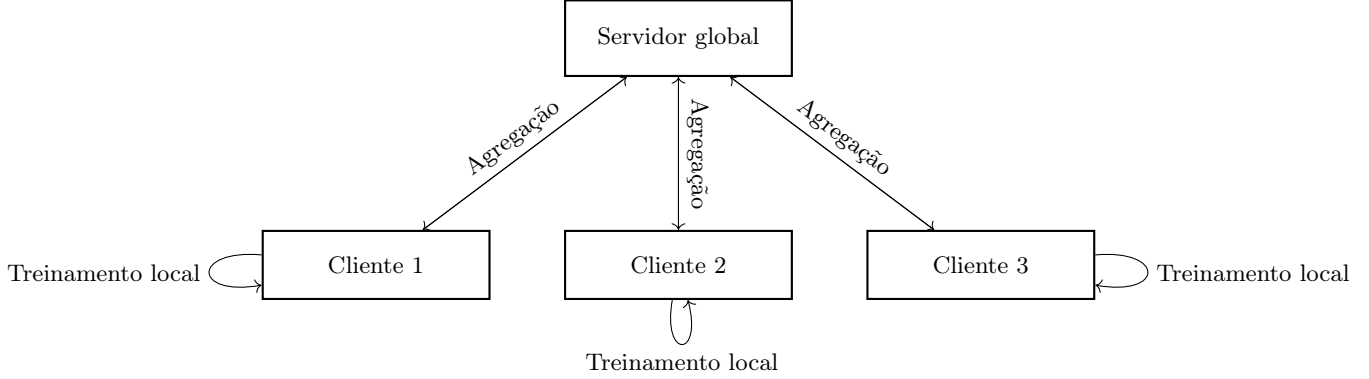 Servidor global
Agregação
Agregação
Agregação
Cliente 1
Cliente 2
Cliente 3
Treinamento local
Treinamento local
Treinamento local